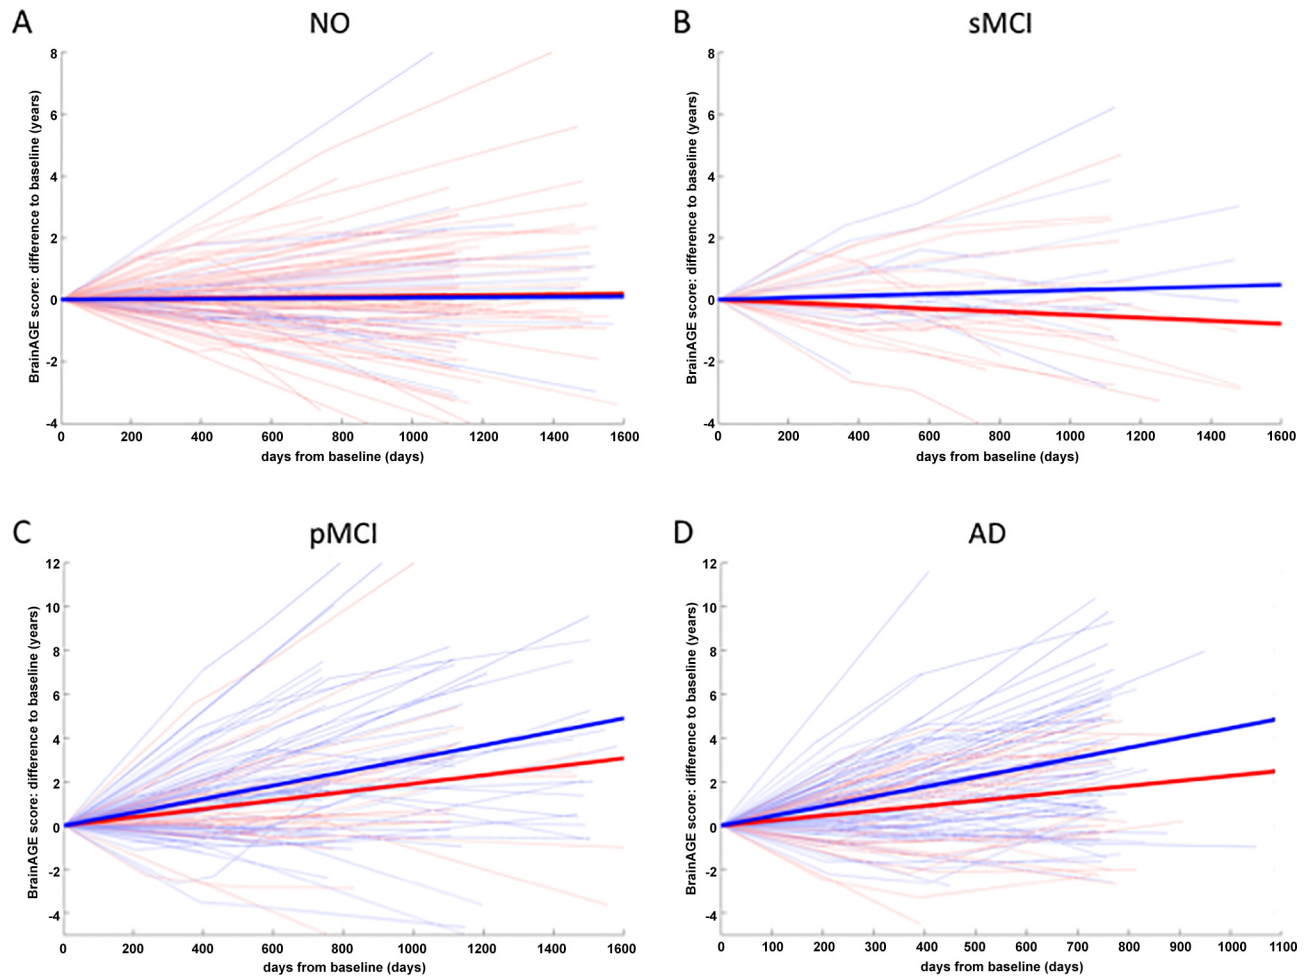 A
NO
8
6
4
2
0
-2
-4
BrainAGE score: difference to baseline (years)
0 200 400 600 800 1000 1200 1400 1600
days from baseline (days)
B
sMCI
8
6
4
2
0
-2
-4
BrainAGE score: difference to baseline (years)
0 200 400 600 800 1000 1200 1400 1600
days from baseline (days)
C
pMCI
12
10
8
6
4
2
0
-2
-4
BrainAGE score: difference to baseline (years)
0 200 400 600 800 1000 1200 1400 1600
days from baseline (days)
D
AD
12
10
8
6
4
2
0
-2
-4
BrainAGE score: difference to baseline (years)
0 100 200 300 400 500 600 700 800 900 1000 1100
days from baseline (days)